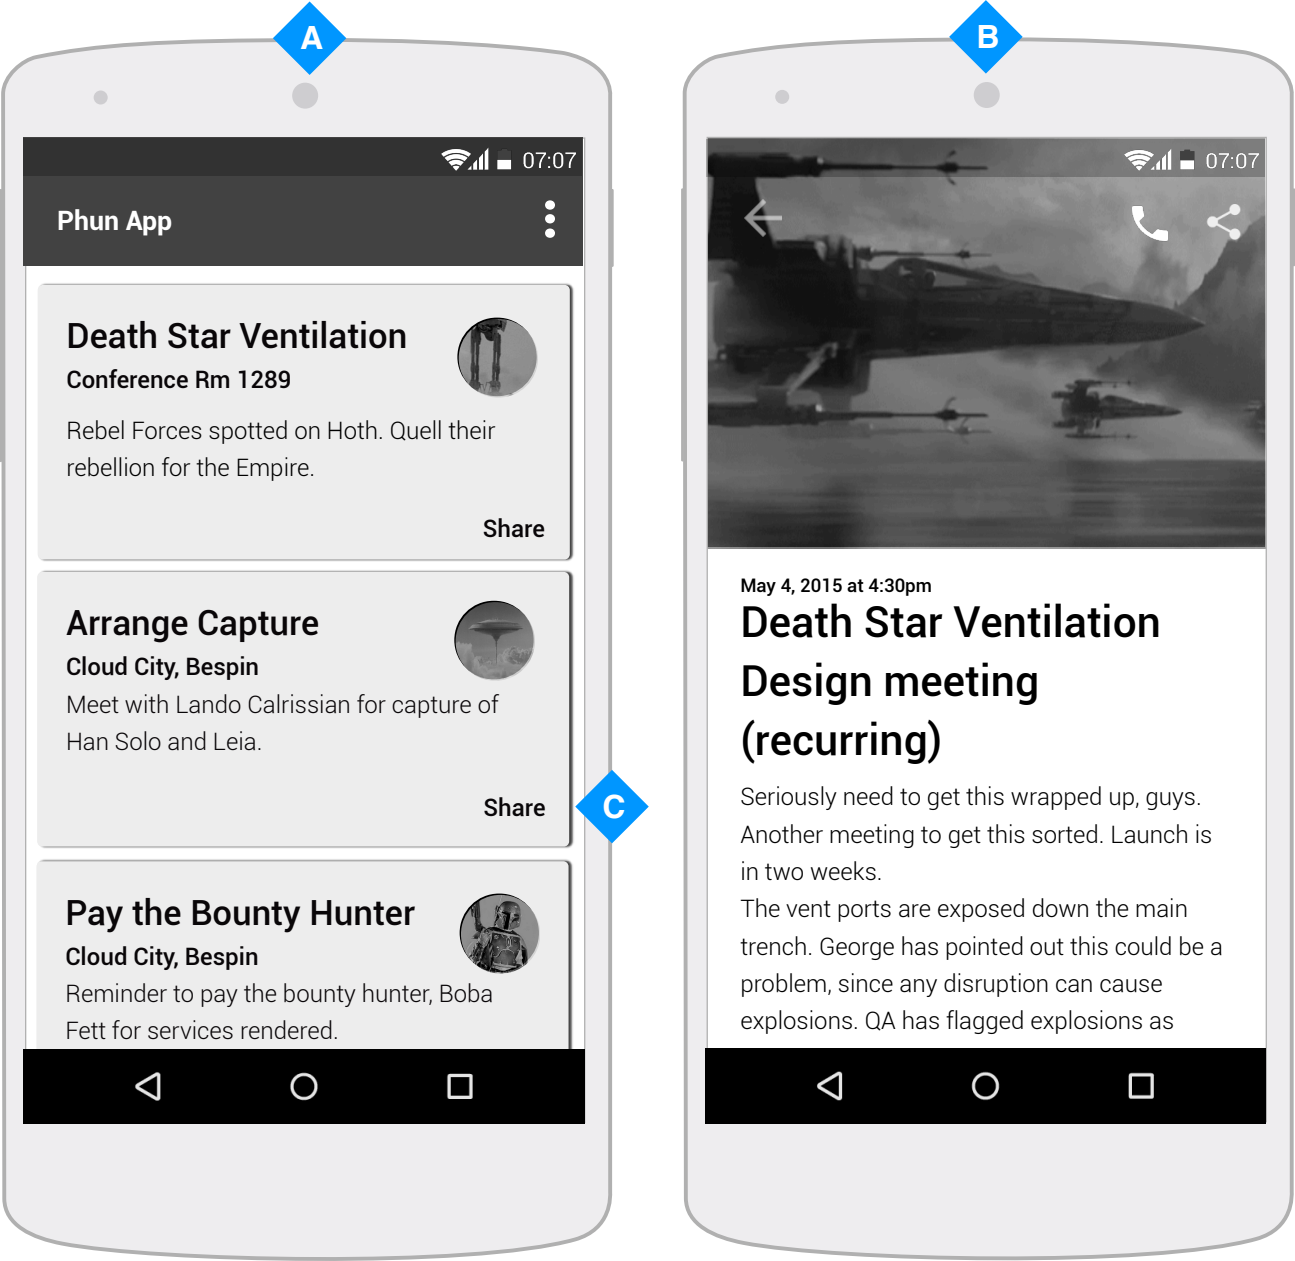 A
07:07
Phun App
Death Star Ventilation
Conference Rm 1289
Rebel Forces spotted on Hoth. Quell their
rebellion for the Empire.
Share
Arrange Capture
Cloud City, Bespin
Meet with Lando Calrissian for capture of
Han Solo and Leia.
Share
C
Pay the Bounty Hunter
Cloud City, Bespin
Reminder to pay the bounty hunter, Boba
Fett for services rendered.
B
07:07
May 4, 2015 at 4:30pm
Death Star Ventilation
Design meeting
(recurring)
Seriously need to get this wrapped up, guys.
Another meeting to get this sorted. Launch is
in two weeks.
The vent ports are exposed down the main
trench. George has pointed out this could be a
problem, since any disruption can cause
explosions. QA has flagged explosions as